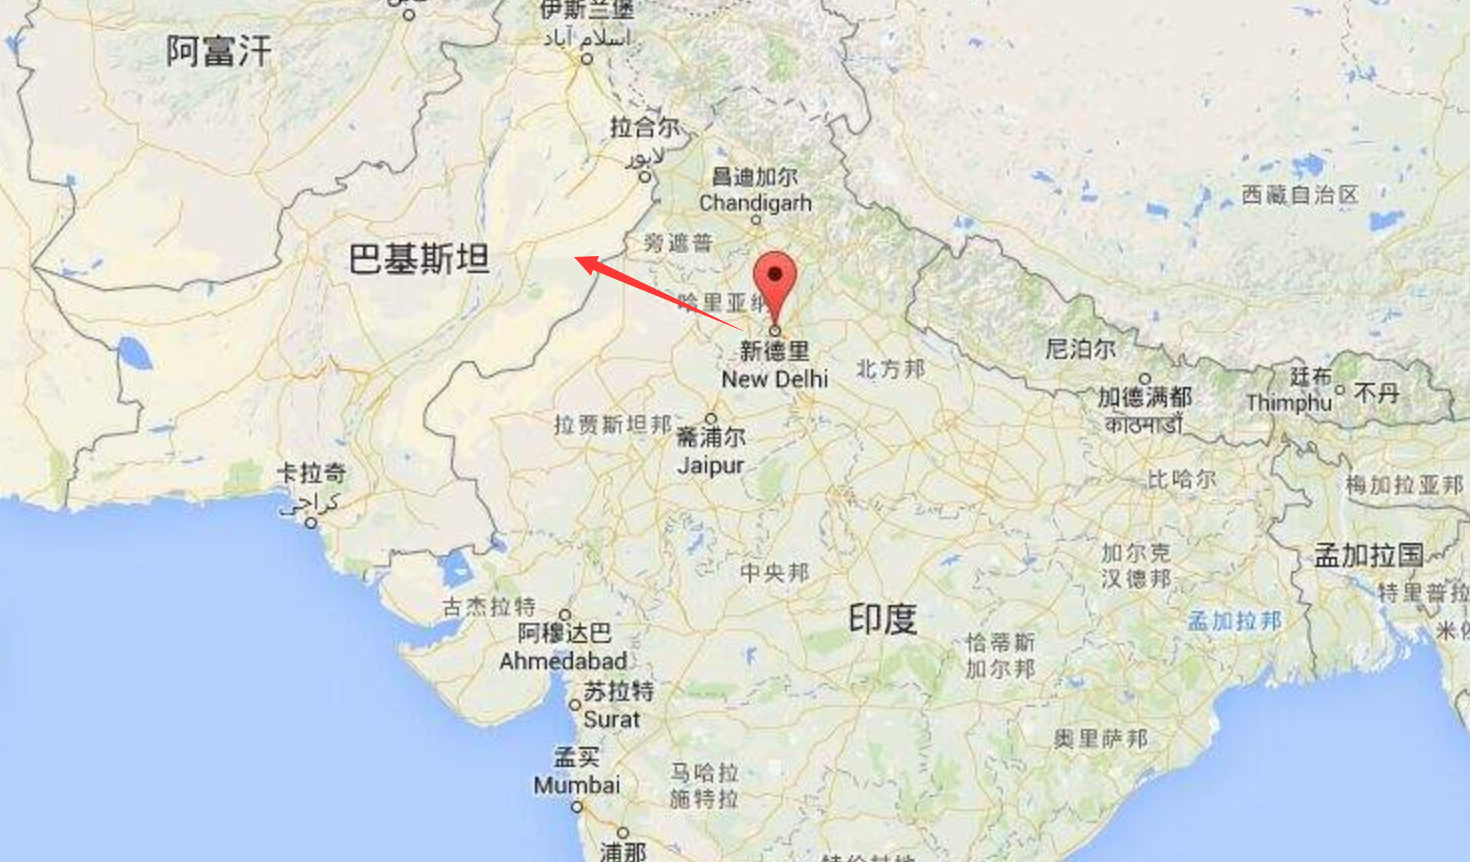 伊斯兰堡
اسلام آباد
阿富汗
拉合尔
لاہور
昌迪加尔
Chandigarh
西藏自治区
旁遮普
巴基斯坦
哈里亚纳
新德里
New Delhi
北方邦
尼泊尔
加德满都
काठमाडौँ
廷布
Thimphu
不丹
拉贾斯坦邦
斋浦尔
Jaipur
卡拉奇
كراچى
比哈尔
梅加拉亚邦
孟加拉国
中央邦
加尔克
汉德邦
特里普拉
古杰拉特
阿穆达巴
Ahmedabad
印度
孟加拉邦
恰蒂斯
加尔邦
苏拉特
Surat
奥里萨邦
孟买
Mumbai
马哈拉
施特拉
浦那